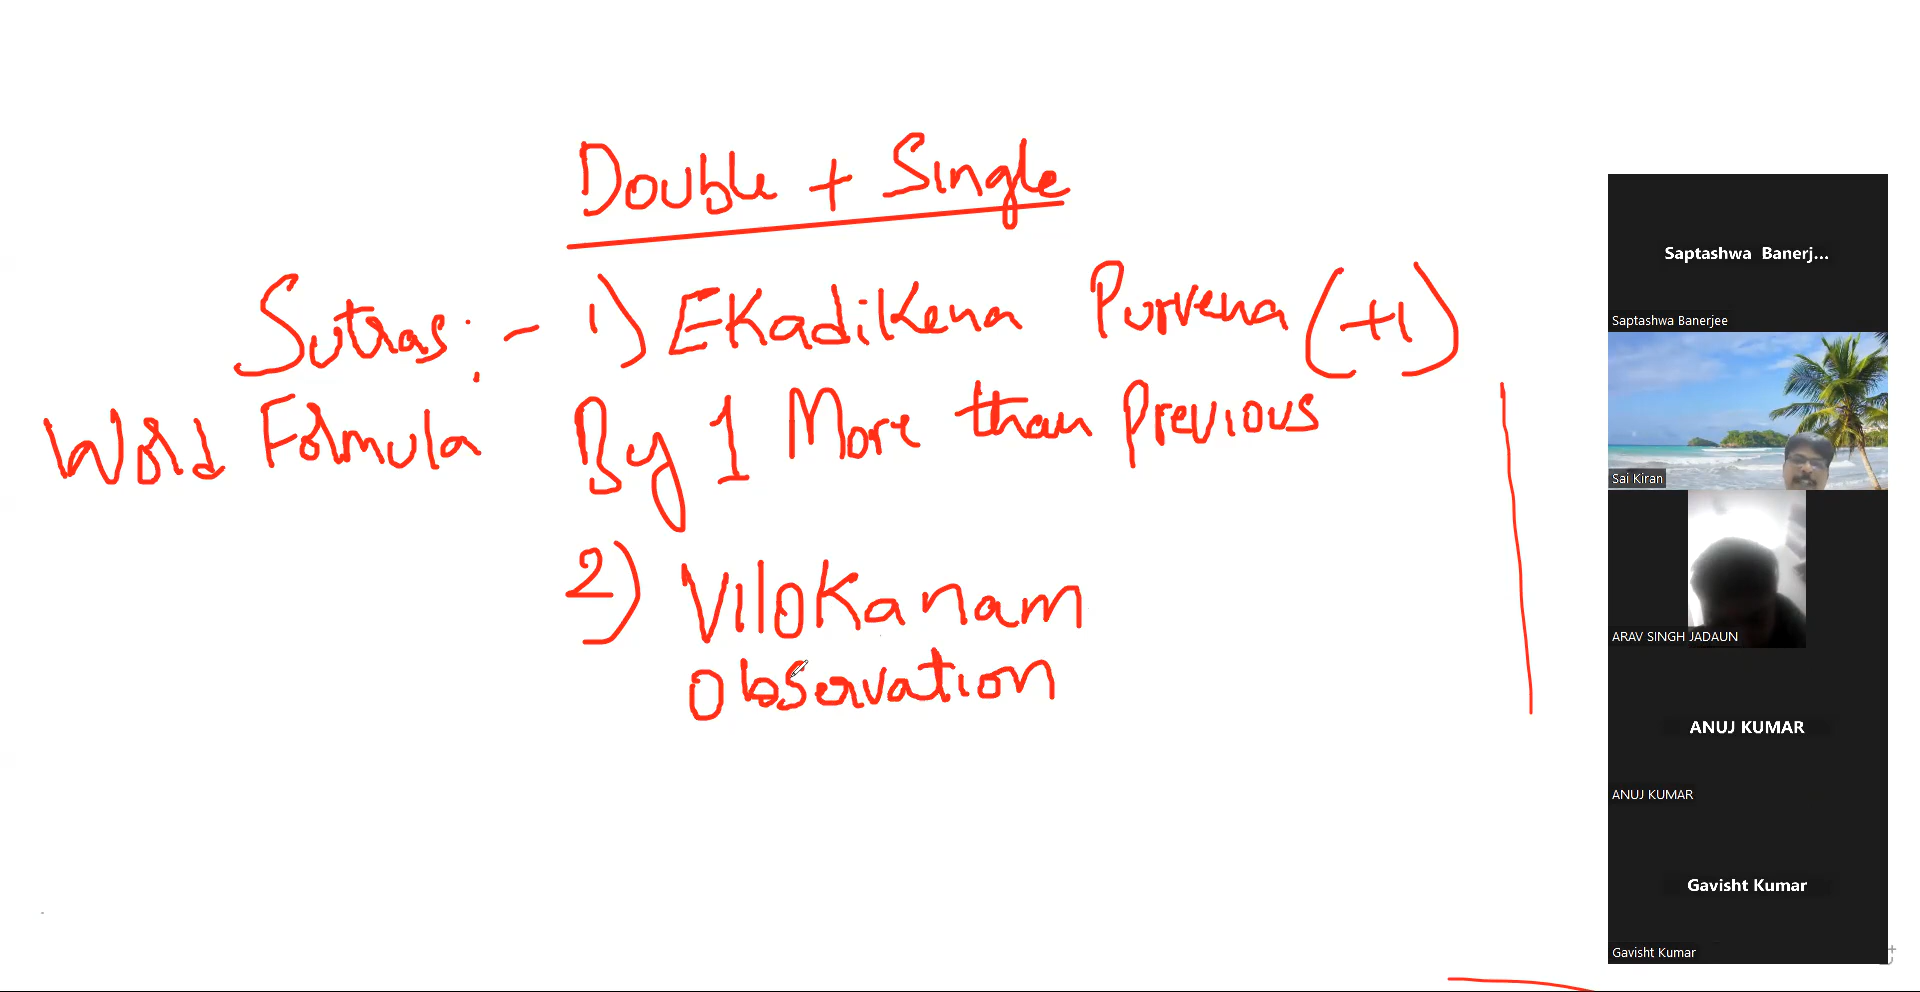 Double + Single
Sutras :- 1) EKadiKena Purvena (+1)
Word Formula By 1 More than Previous
2) ViloKanam
Observation
Saptashwa Banerj...
Saptashwa Banerjee
Sai Kiran
ARAV SINGH JADAUN
ANUJ KUMAR
ANUJ KUMAR
Gavisht Kumar
Gavisht Kumar